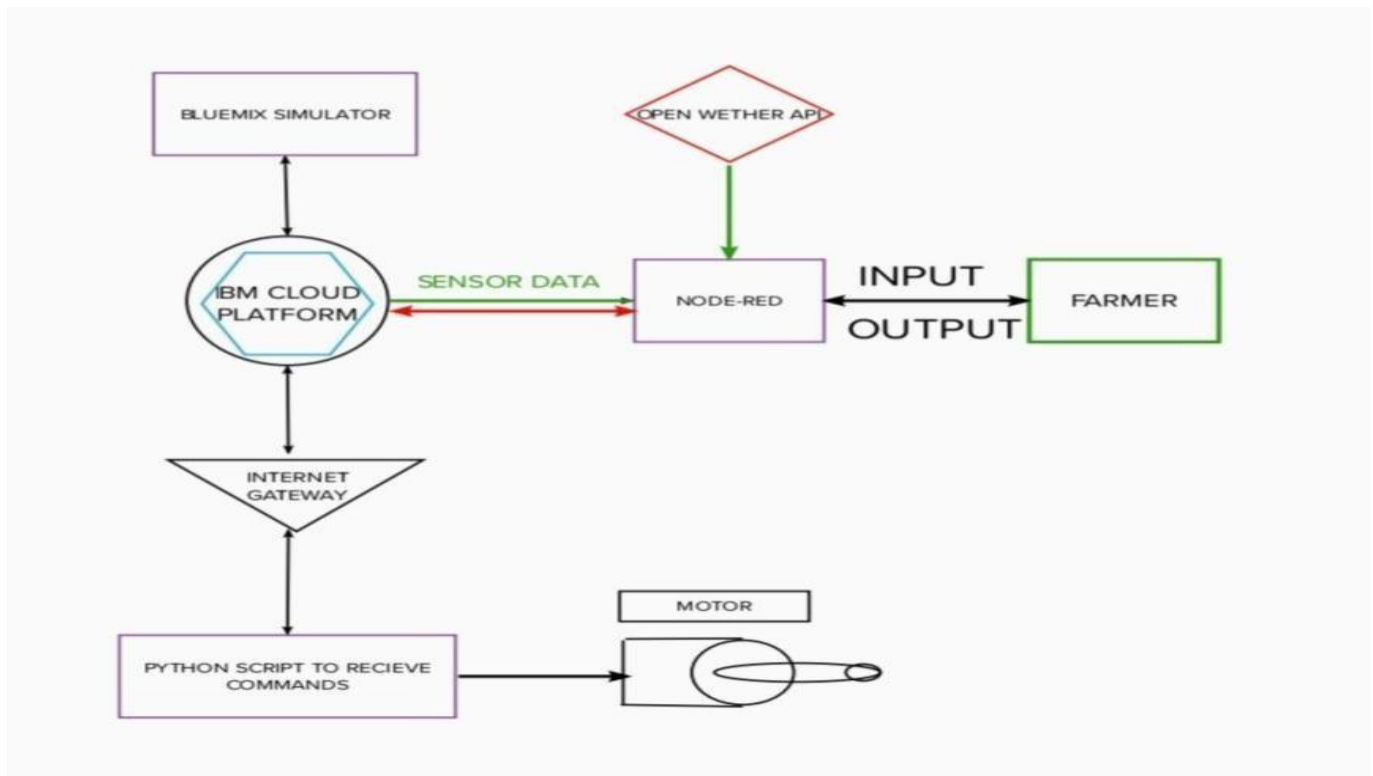 BLUEMIX SIMULATOR
OPEN WETHER API
IBM CLOUD
PLATFORM
SENSOR DATA
NODE-RED
INPUT
OUTPUT
FARMER
INTERNET
GATEWAY
MOTOR
PYTHON SCRIPT TO RECIEVE
COMMANDS